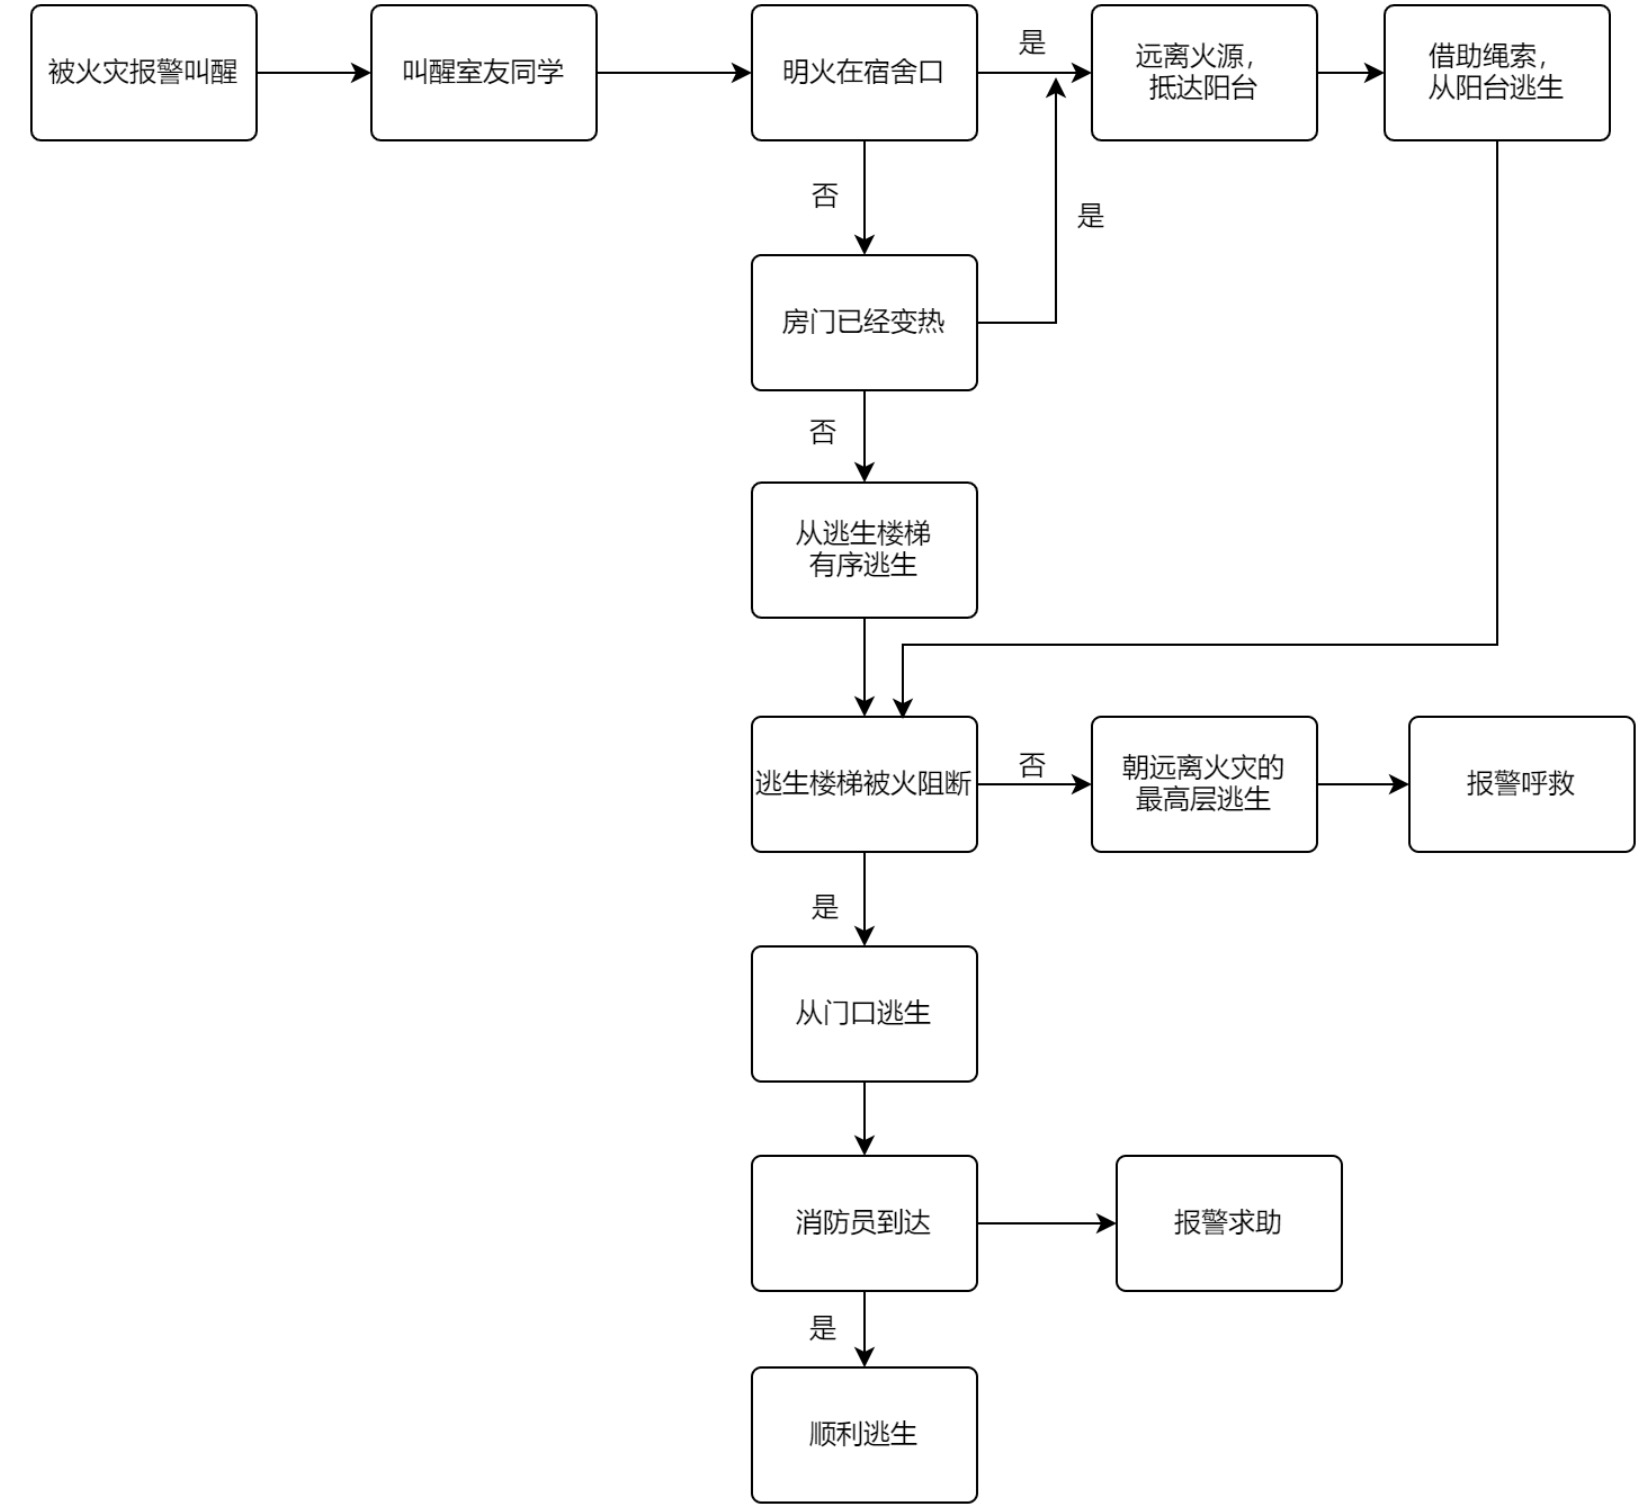 被火灾报警叫醒
叫醒室友同学
明火在宿舍口
是
远离火源，
抵达阳台
借助绳索，
从阳台逃生
否
是
房门已经变热
否
从逃生楼梯
有序逃生
逃生楼梯被火阻断
否
朝远离火灾的
最高层逃生
报警呼救
是
从门口逃生
消防员到达
报警求助
是
顺利逃生